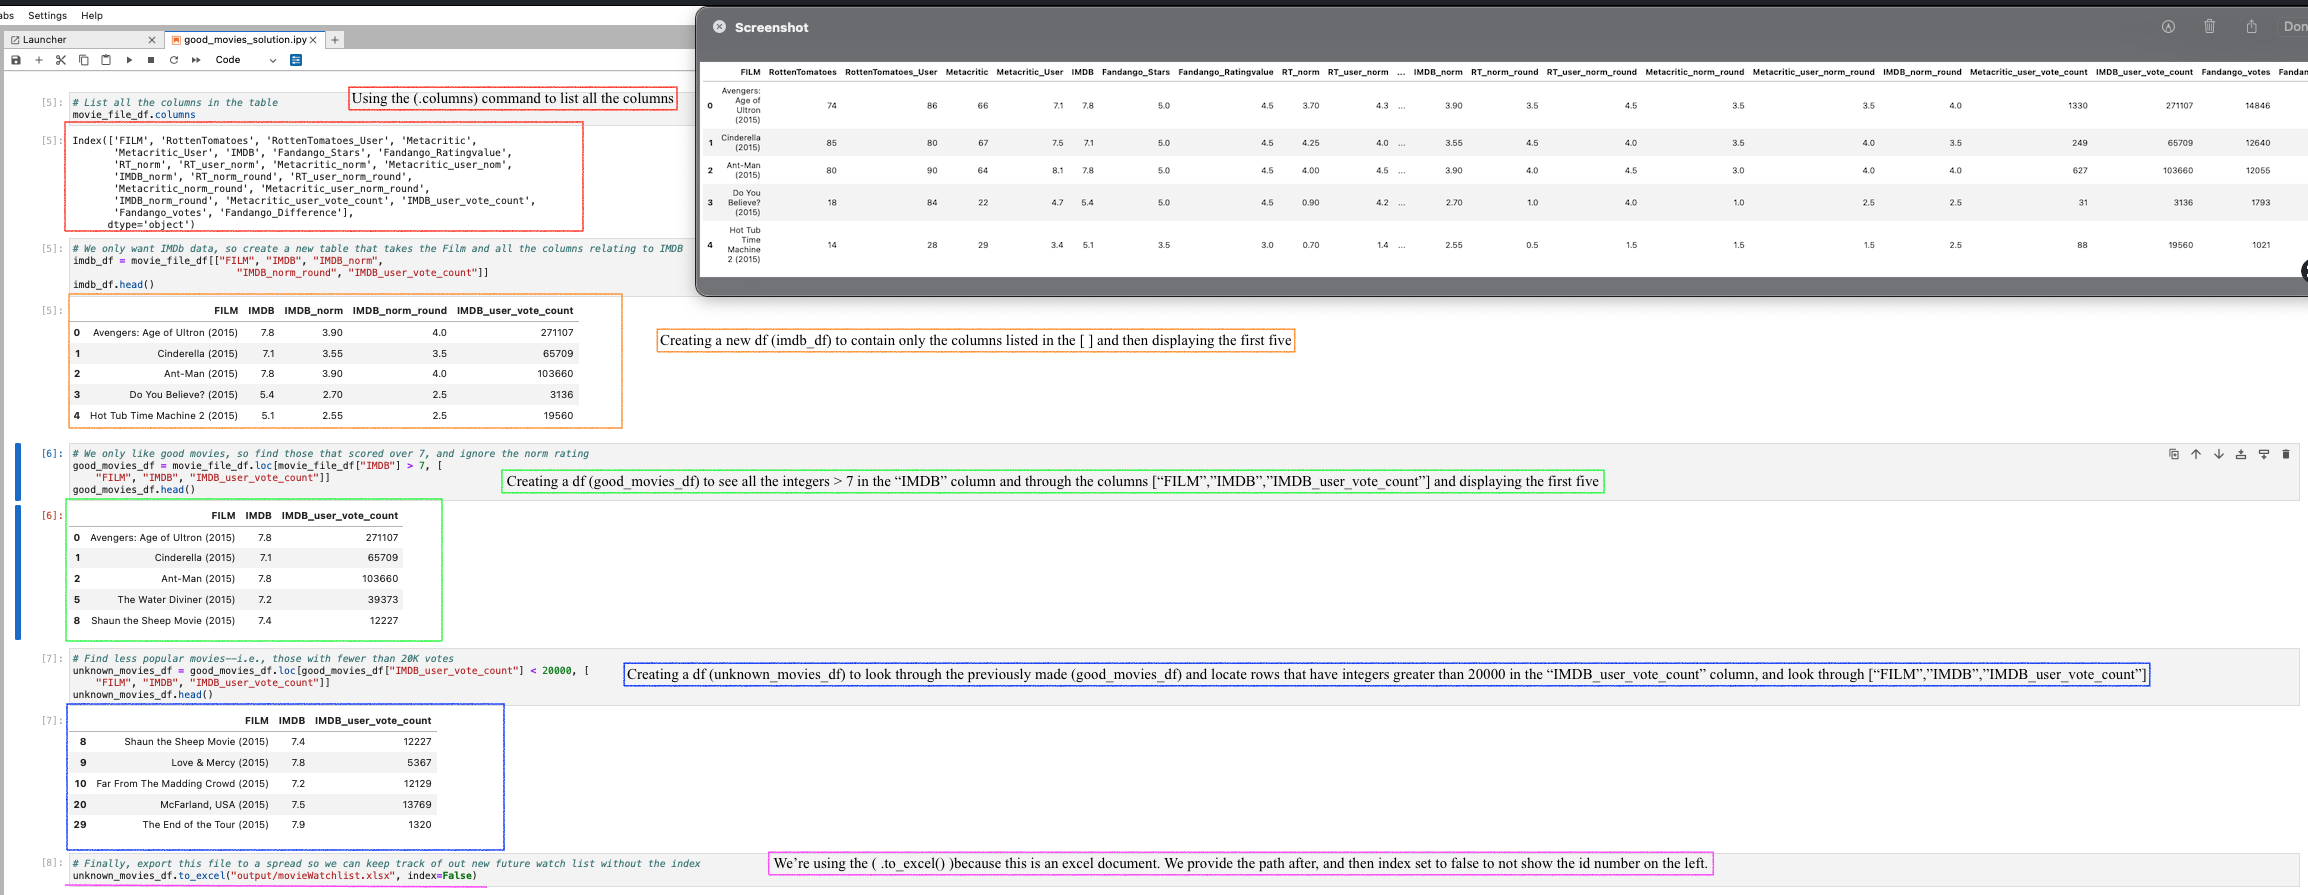 abs Settings Help
Launcher
good_movies_solution.ipy
Code
[5]: # List all the columns in the table
movie_file_df.columns
Using the (.columns) command to list all the columns
[5]: Index(['FILM', 'RottenTomatoes', 'RottenTomatoes_User', 'Metacritic',
'Metacritic_User', 'IMDB', 'Fandango_Stars', 'Fandango_Ratingvalue',
'RT_norm', 'RT_user_norm', 'Metacritic_norm', 'Metacritic_user_nom',
'IMDB_norm', 'RT_norm_round', 'RT_user_norm_round',
'Metacritic_norm_round', 'Metacritic_user_norm_round',
'IMDB_norm_round', 'Metacritic_user_vote_count', 'IMDB_user_vote_count',
'Fandango_votes', 'Fandango_Difference'],
dtype='object')
Screenshot
Don
FILM RottenTomatoes RottenTomatoes_User Metacritic Metacritic_User IMDB Fandango_Stars Fandango_Ratingvalue RT_norm RT_user_norm ... IMDB_norm RT_norm_round RT_user_norm_round Metacritic_norm_round Metacritic_user_norm_round IMDB_norm_round Metacritic_user_vote_count IMDB_user_vote_count Fandango_votes Fandan
Avengers:
Age of
0 Ultron 74 86 66 7.1 7.8 5.0 4.5 3.70 4.3 ... 3.90 3.5 4.5 3.5 3.5 4.0 1330 271107 14846
(2015)
1 Cinderella 85 80 67 7.5 7.1 5.0 4.5 4.25 4.0 ... 3.55 4.5 4.0 3.5 4.0 3.5 249 65709 12640
(2015)
2 Ant-Man 80 90 64 8.1 7.8 5.0 4.5 4.00 4.5 ... 3.90 4.0 4.5 3.0 4.0 4.0 627 103660 12055
(2015)
Do You
3 Believe? 18 84 22 4.7 5.4 5.0 4.5 0.90 4.2 ... 2.70 1.0 4.0 1.0 2.5 2.5 31 3136 1793
(2015)
Hot Tub
Time
4 Machine 14 28 29 3.4 5.1 3.5 3.0 0.70 1.4 ... 2.55 0.5 1.5 1.5 1.5 2.5 88 19560 1021
2 (2015)
[5]: # We only want IMDb data, so create a new table that takes the Film and all the columns relating to IMDB
imdb_df = movie_file_df[["FILM", "IMDB", "IMDB_norm",
"IMDB_norm_round", "IMDB_user_vote_count"]]
imdb_df.head()
[5]: FILM IMDB IMDB_norm IMDB_norm_round IMDB_user_vote_count
0 Avengers: Age of Ultron (2015) 7.8 3.90 4.0 271107
1 Cinderella (2015) 7.1 3.55 3.5 65709
2 Ant-Man (2015) 7.8 3.90 4.0 103660
3 Do You Believe? (2015) 5.4 2.70 2.5 3136
4 Hot Tub Time Machine 2 (2015) 5.1 2.55 2.5 19560
Creating a new df (imdb_df) to contain only the columns listed in the [ ] and then displaying the first five
[6]: # We only like good movies, so find those that scored over 7, and ignore the norm rating
good_movies_df = movie_file_df.loc[movie_file_df["IMDB"] > 7, [
"FILM", "IMDB", "IMDB_user_vote_count"]]
good_movies_df.head()
Creating a df (good_movies_df) to see all the integers > 7 in the “IMDB” column and through the columns [“FILM”,”IMDB”,”IMDB_user_vote_count”] and displaying the first five
[6]: FILM IMDB IMDB_user_vote_count
0 Avengers: Age of Ultron (2015) 7.8 271107
1 Cinderella (2015) 7.1 65709
2 Ant-Man (2015) 7.8 103660
5 The Water Diviner (2015) 7.2 39373
8 Shaun the Sheep Movie (2015) 7.4 12227
[7]: # Find less popular movies––i.e., those with fewer than 20K votes
unknown_movies_df = good_movies_df.loc[good_movies_df["IMDB_user_vote_count"] < 20000, [
"FILM", "IMDB", "IMDB_user_vote_count"]]
unknown_movies_df.head()
Creating a df (unknown_movies_df) to look through the previously made (good_movies_df) and locate rows that have integers greater than 20000 in the “IMDB_user_vote_count” column, and look through [“FILM”,”IMDB”,”IMDB_user_vote_count”]
[7]: FILM IMDB IMDB_user_vote_count
8 Shaun the Sheep Movie (2015) 7.4 12227
9 Love & Mercy (2015) 7.8 5367
10 Far From The Madding Crowd (2015) 7.2 12129
20 McFarland, USA (2015) 7.5 13769
29 The End of the Tour (2015) 7.9 1320
[8]: # Finally, export this file to a spread so we can keep track of out new future watch list without the index
unknown_movies_df.to_excel("output/movieWatchlist.xlsx", index=False)
We’re using the ( .to_excel() )because this is an excel document. We provide the path after, and then index set to false to not show the id number on the left.